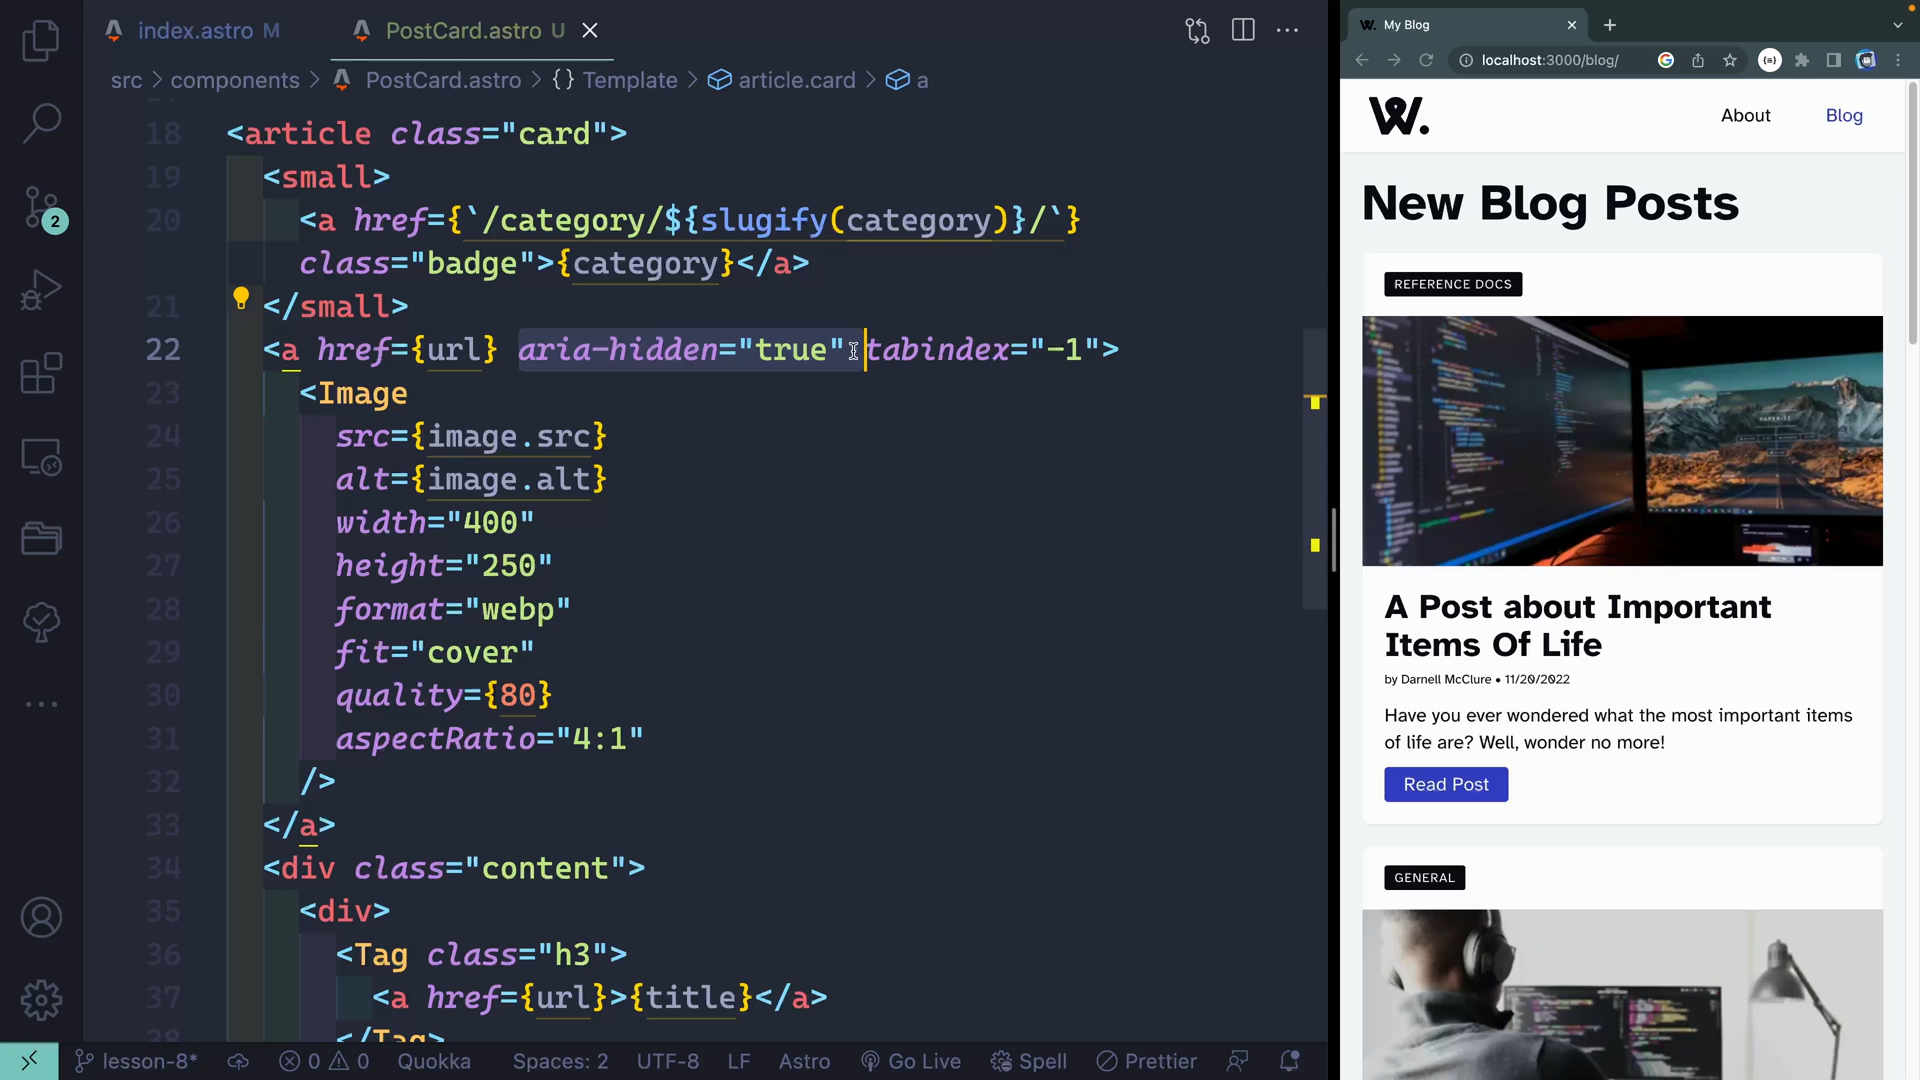 index.astro M
PostCard.astro U
src > components > PostCard.astro > {} Template > article.card > a
18 <article class="card">
19 <small>
20 <a href={`/category/${slugify(category)}/`}
class="badge">{category}</a>
21 </small>
22 <a href={url} aria-hidden="true" tabindex="-1">
23 <Image
24 src={image.src}
25 alt={image.alt}
26 width="400"
27 height="250"
28 format="webp"
29 fit="cover"
30 quality={80}
31 aspectRatio="4:1"
32 />
33 </a>
34 <div class="content">
35 <div>
36 <Tag class="h3">
37 <a href={url}>{title}</a>
</Tag>
2
lesson-8* 0 0 Quokka Spaces: 2 UTF-8 LF Astro Go Live Spell Prettier
My Blog
localhost:3000/blog/
W.
About
Blog
New Blog Posts
REFERENCE DOCS
A Post about Important
Items Of Life
by Darnell McClure • 11/20/2022
Have you ever wondered what the most important items
of life are? Well, wonder no more!
Read Post
GENERAL